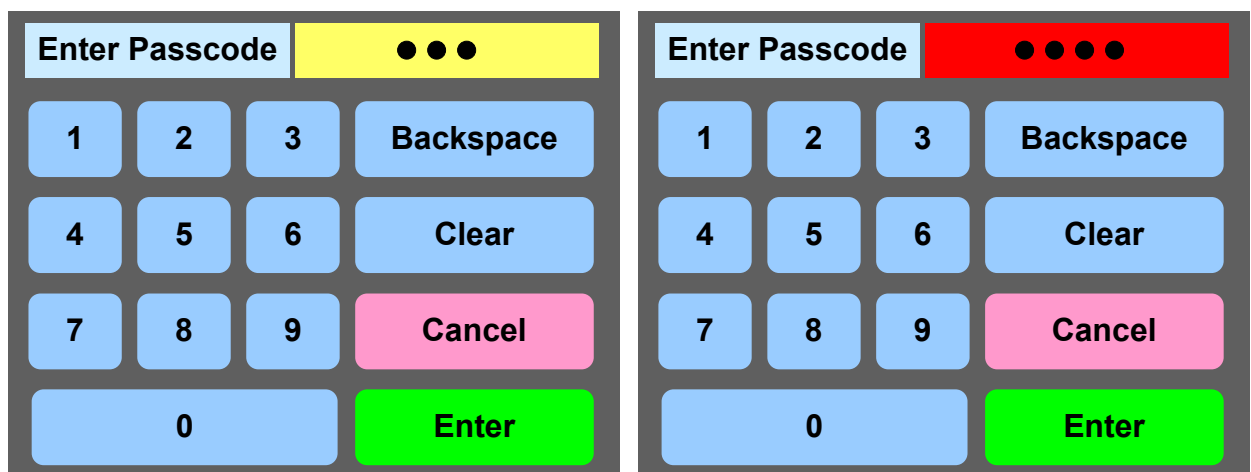 Enter Passcode ●●●
1 2 3 Backspace
4 5 6 Clear
7 8 9 Cancel
0 Enter
Enter Passcode ●●●●
1 2 3 Backspace
4 5 6 Clear
7 8 9 Cancel
0 Enter